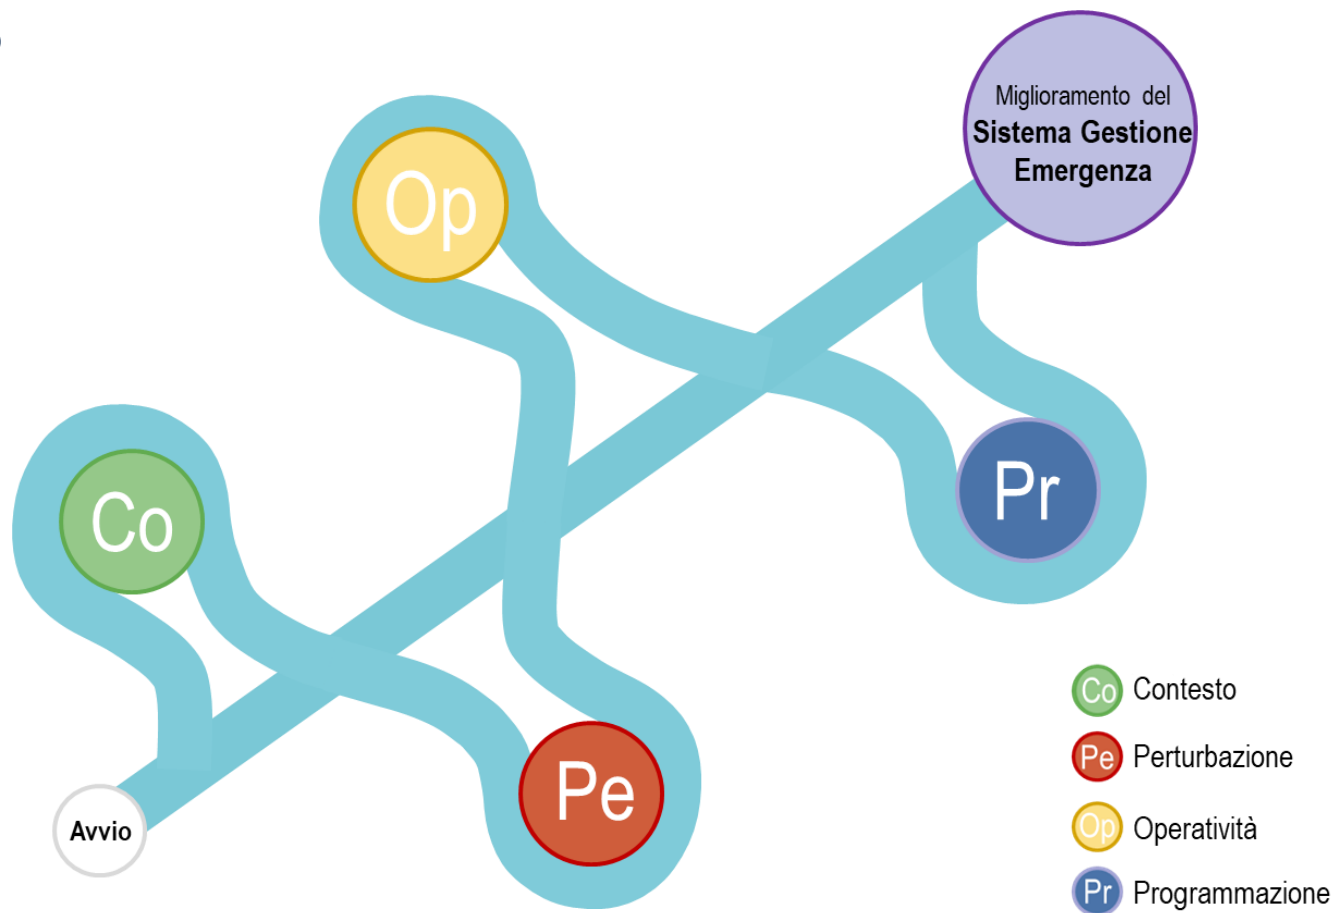 Miglioramento del
Sistema Gestione
Emergenza
Op
Co
Pr
Pe
Avvio
Co Contesto
Pe Perturbazione
Op Operatività
Pr Programmazione